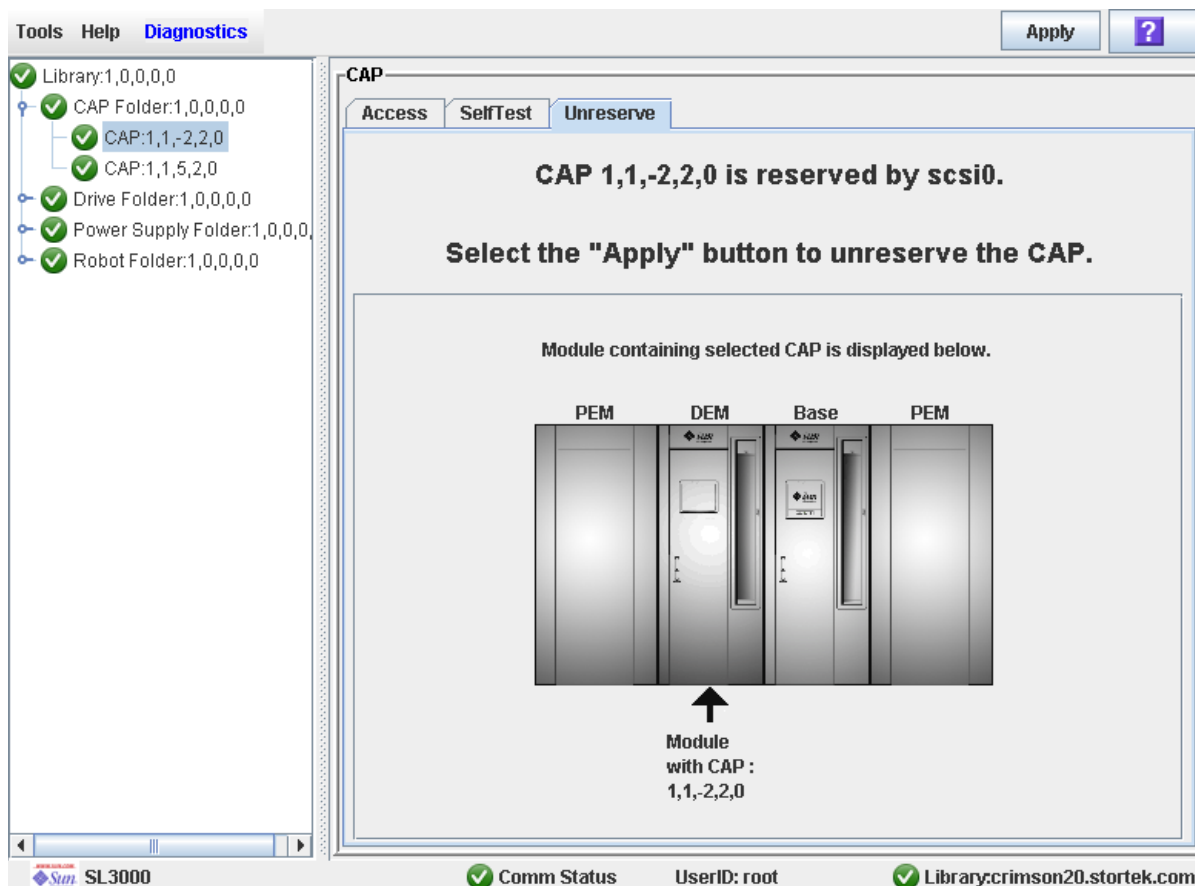 Tools Help Diagnostics
Apply
?
Library:1,0,0,0,0
CAP Folder:1,0,0,0,0
CAP:1,1,-2,2,0
CAP:1,1,5,2,0
Drive Folder:1,0,0,0,0
Power Supply Folder:1,0,0,0,
Robot Folder:1,0,0,0,0
CAP
Access SelfTest Unreserve
CAP 1,1,-2,2,0 is reserved by scsi0.
Select the "Apply" button to unreserve the CAP.
Module containing selected CAP is displayed below.
PEM DEM Base PEM
Sun
Module
with CAP :
1,1,-2,2,0
Sun SL3000 Comm Status UserID: root Library:crimson20.stortek.com